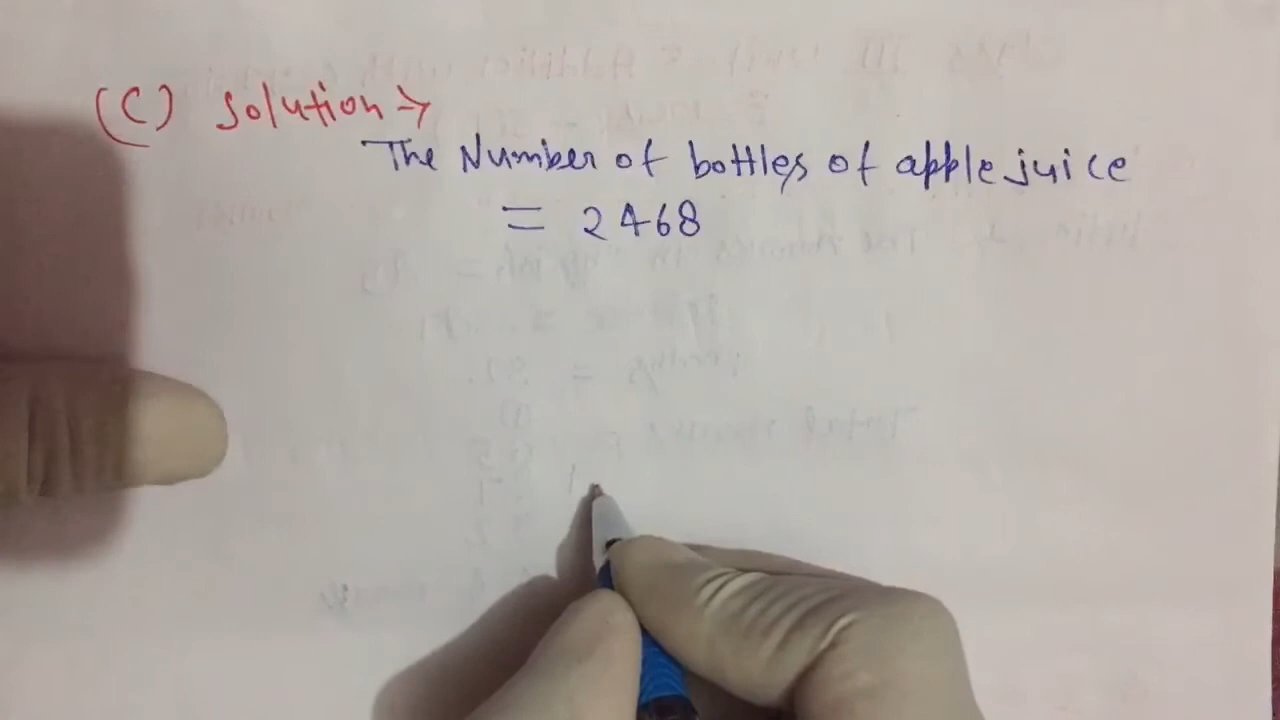 (C) Solution →
The Number of bottles of apple juice
= 2468